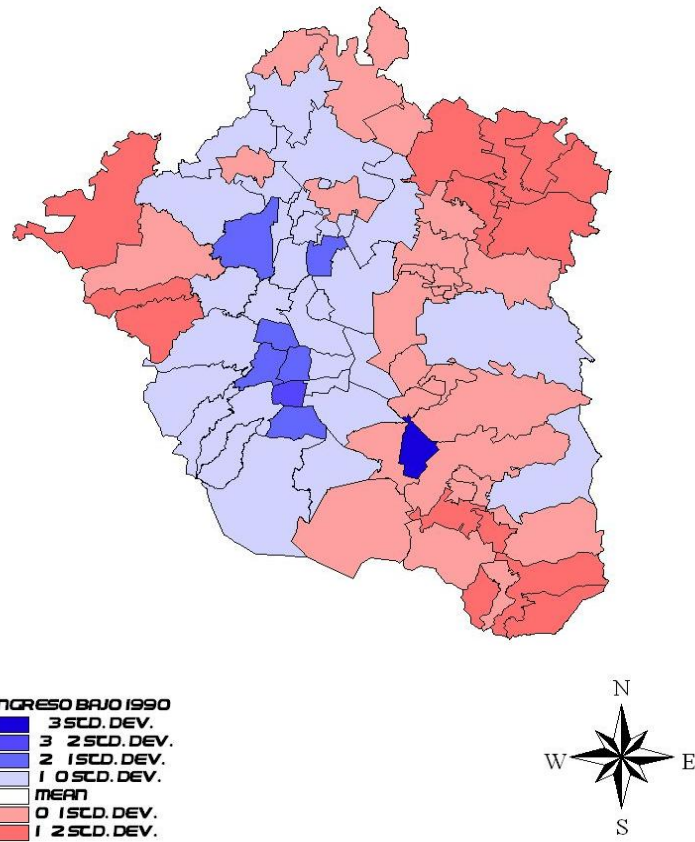 NGRESO BAJO 1990
3 STD. DEV.
3 2 STD. DEV.
2 1 STD. DEV.
1 0 STD. DEV.
MEAN
0 1 STD. DEV.
1 2 STD. DEV.
N
W E
S